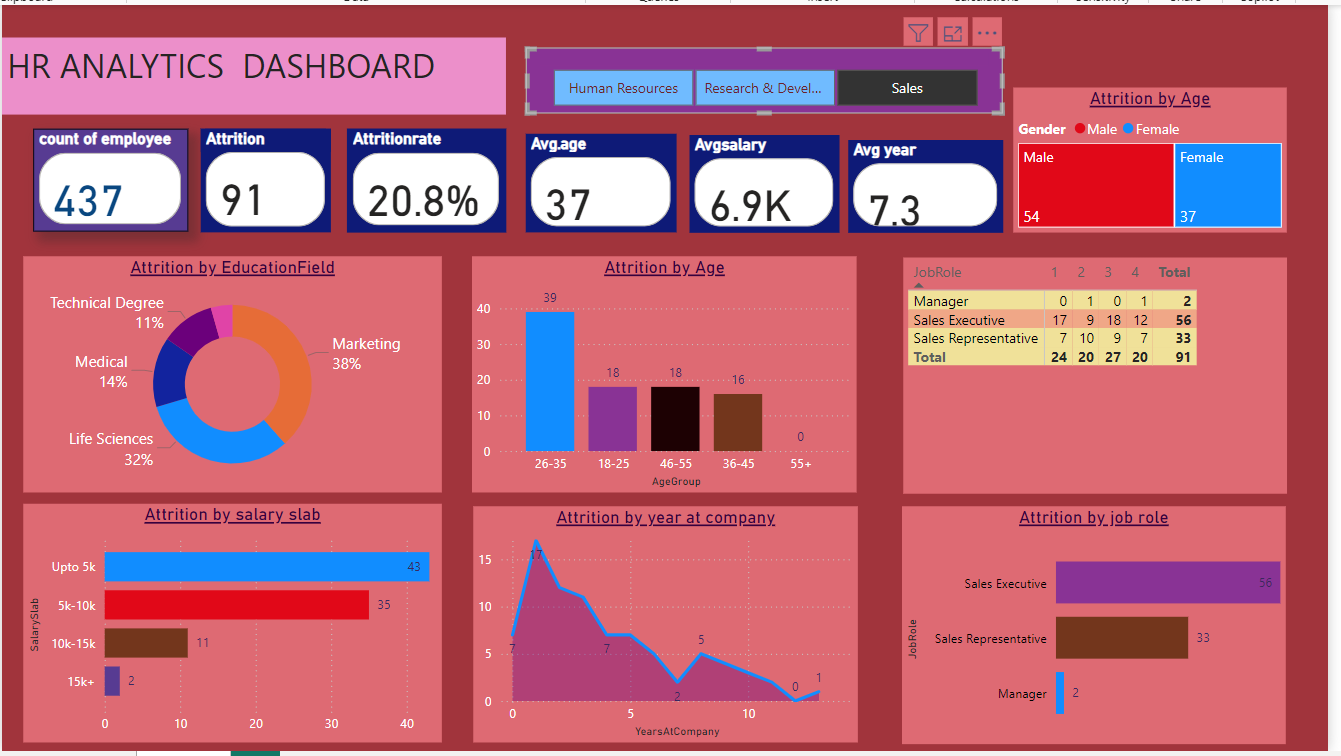 HR ANALYTICS  DASHBOARD
Human Resources
Research & Devel...
Sales
count of employee
437
Attrition
91
Attritionrate
20.8%
Avg.age
37
Avgsalary
6.9K
Avg year
7.3
Attrition by Age
Gender Male Female
Male
54
Female
37
Attrition by EducationField
Technical Degree
11%
Medical
14%
Life Sciences
32%
Marketing
38%
Attrition by Age
40
30
20
10
0
39
18
18
16
0
26-35 18-25 46-55 36-45 55+
AgeGroup
JobRole 1 2 3 4 Total
Manager 0 1 0 1 2
Sales Executive 17 9 18 12 56
Sales Representative 7 10 9 7 33
Total 24 20 27 20 91
Attrition by salary slab
SalarySlab
Upto 5k 43
5k-10k 35
10k-15k 11
15k+ 2
0 10 20 30 40
Attrition by year at company
15
10
5
0
17
7
7
2
5
0
1
0 5 10
YearsAtCompany
Attrition by job role
JobRole
Sales Executive 56
Sales Representative 33
Manager 2